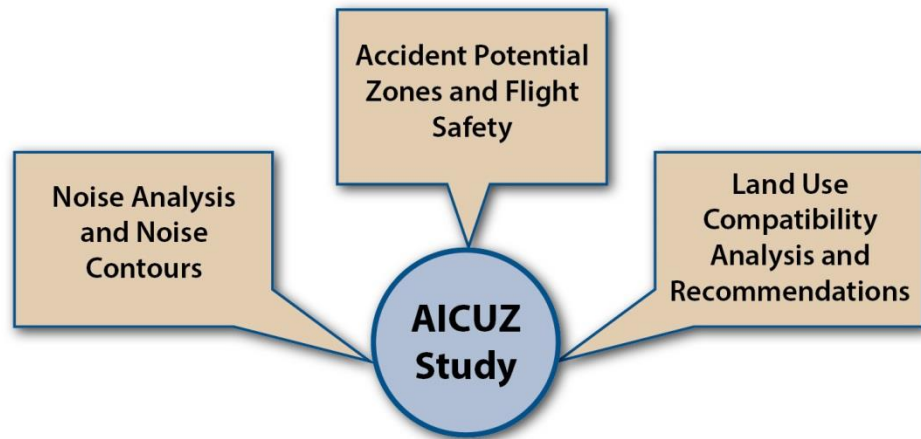 Accident Potential
Zones and Flight
Safety
Noise Analysis
and Noise
Contours
Land Use
Compatibility
Analysis and
Recommendations
AICUZ
Study